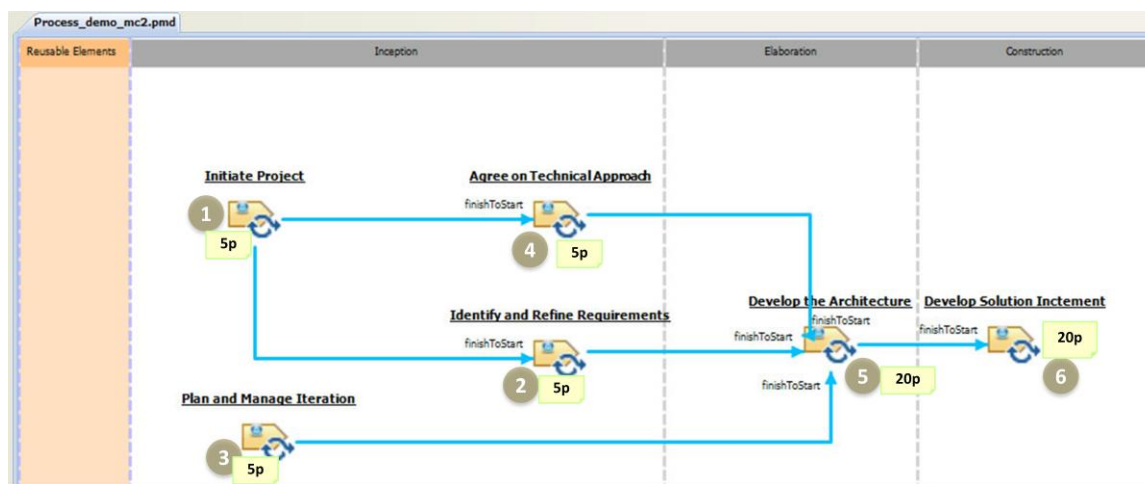 Process_demo_mc2.pmd
Reusable Elements
Inception
Elaboration
Construction
Initiate Project
Agree on Technical Approach
finishToStart
1
5p
4
5p
Identify and Refine Requirements
Develop the Architecture
Develop Solution Inctement
finishToStart
finishToStart
finishToStart
finishToStart
20p
2
5p
5
20p
6
finishToStart
Plan and Manage Iteration
3
5p